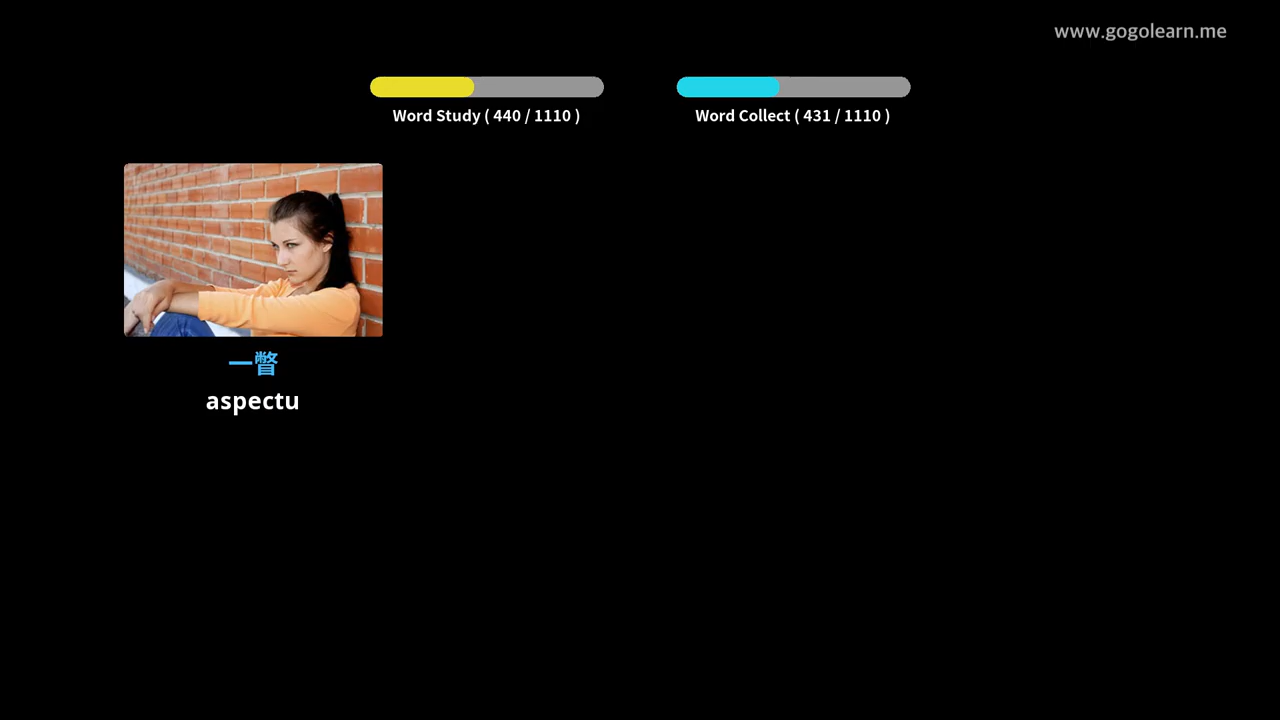 www.gogolearn.me
Word Study ( 440 / 1110 )
Word Collect ( 431 / 1110 )
一瞥
aspectu